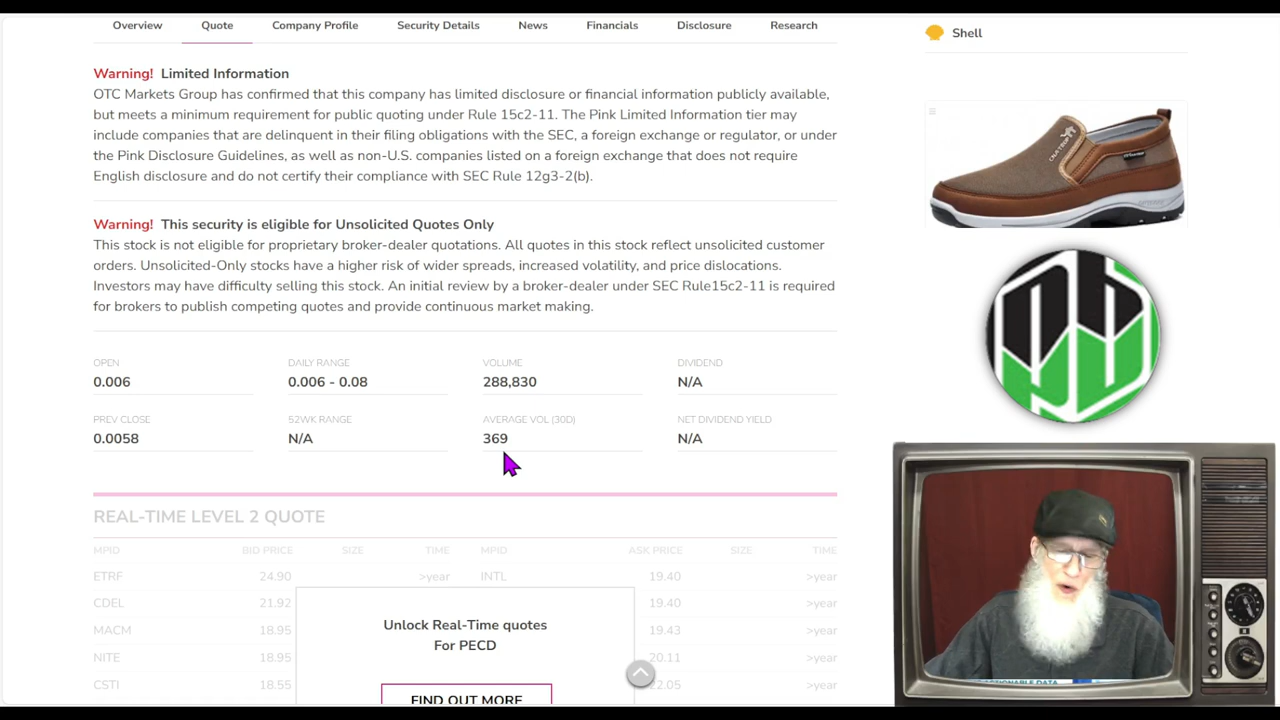 Overview Quote Company Profile Security Details News Financials Disclosure Research
Shell
Warning! Limited Information
OTC Markets Group has confirmed that this company has limited disclosure or financial information publicly available,
but meets a minimum requirement for public quoting under Rule 15c2-11. The Pink Limited Information tier may
include companies that are delinquent in their filing obligations with the SEC, a foreign exchange or regulator, or under
the Pink Disclosure Guidelines, as well as non-U.S. companies listed on a foreign exchange that does not require
English disclosure and do not certify their compliance with SEC Rule 12g3-2(b).
Warning! This security is eligible for Unsolicited Quotes Only
This stock is not eligible for proprietary broker-dealer quotations. All quotes in this stock reflect unsolicited customer
orders. Unsolicited-Only stocks have a higher risk of wider spreads, increased volatility, and price dislocations.
Investors may have difficulty selling this stock. An initial review by a broker-dealer under SEC Rule15c2-11 is required
for brokers to publish competing quotes and provide continuous market making.
OPEN DAILY RANGE VOLUME DIVIDEND
0.006 0.006 - 0.08 288,830 N/A
PREV CLOSE 52WK RANGE AVERAGE VOL (30D) NET DIVIDEND YIELD
0.0058 N/A 369 N/A
REAL-TIME LEVEL 2 QUOTE
MPID BID PRICE SIZE TIME MPID ASK PRICE SIZE TIME
ETRF 24.90 >year INTL 19.40 >year
CDEL 21.92 19.40 >year
MACM 18.95 19.43 >year
NITE 18.95 20.11 >year
CSTI 18.55 22.05 >year
Unlock Real-Time quotes
For PECD
FIND OUT MORE